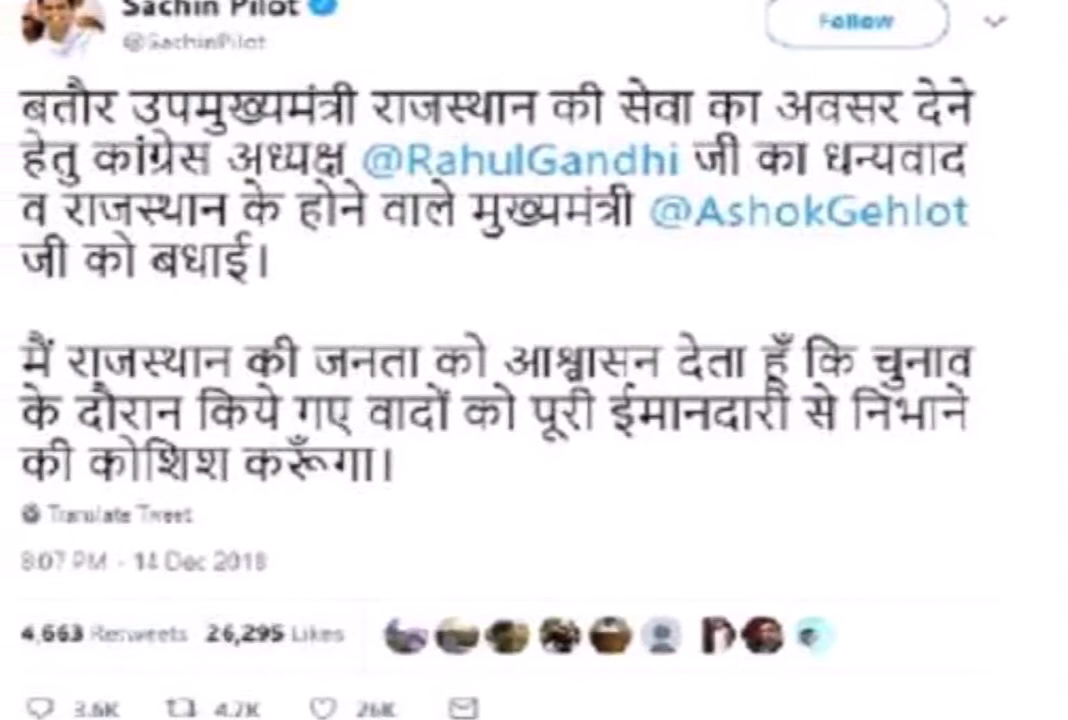 Sachin Pilot
@SachinPilot
Follow
बतौर उपमुख्यमंत्री राजस्थान की सेवा का अवसर देने
हेतु कांग्रेस अध्यक्ष @RahulGandhi जी का धन्यवाद
व राजस्थान के होने वाले मुख्यमंत्री @AshokGehlot
जी को बधाई।
मैं राजस्थान की जनता को आश्वासन देता हूँ कि चुनाव
के दौरान किये गए वादों को पूरी ईमानदारी से निभाने
की कोशिश करूँगा।
Translate Tweet
8:07 PM - 14 Dec 2018
4,663 Retweets 26,295 Likes
3.6K 4.7K 26K